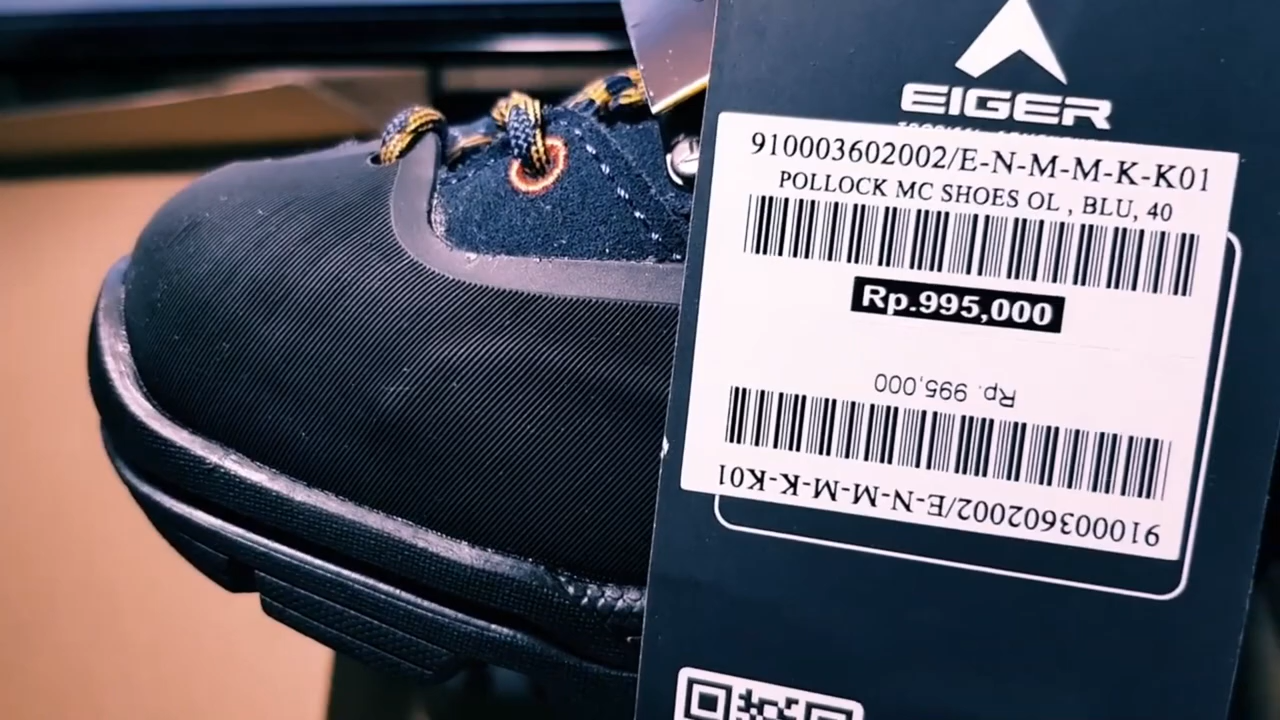 EIGER
910003602002/E-N-M-M-K-K01
POLLOCK MC SHOES OL , BLU, 40
Rp.995,000
Rp. 995,000
910003602002/E-N-M-M-K-K01